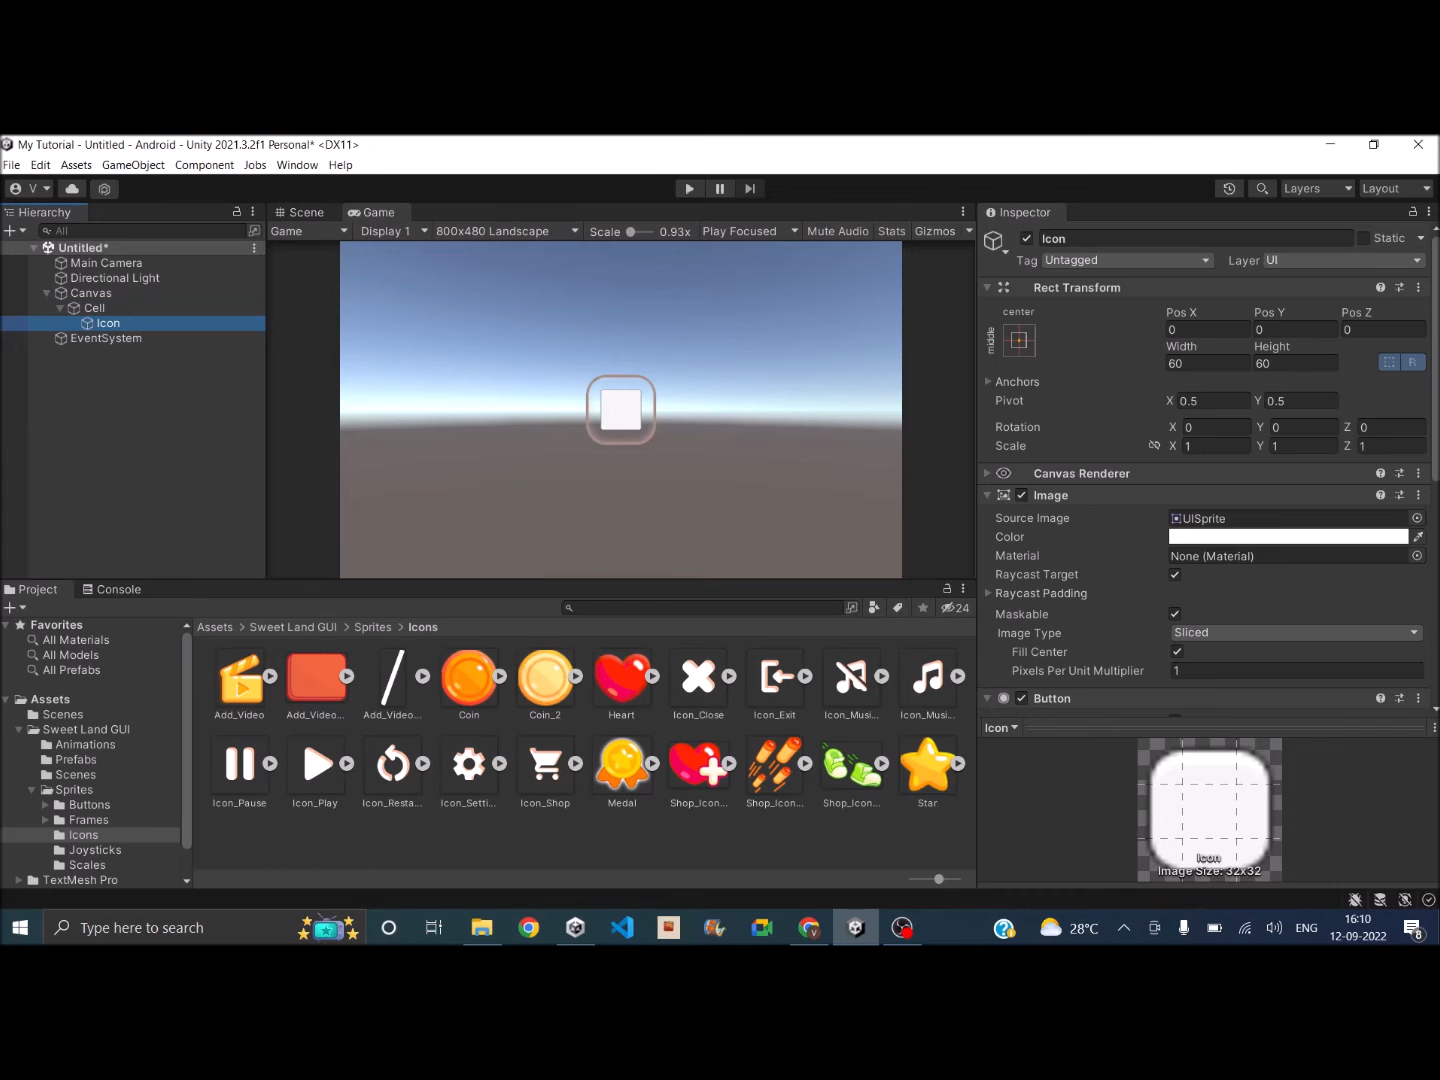 My Tutorial - Untitled - Android - Unity 2021.3.2f1 Personal* <DX11>
File Edit Assets GameObject Component Jobs Window Help
V Layers Layout
Hierarchy
All
Untitled*
Main Camera
Directional Light
Canvas
Cell
Icon
EventSystem
Scene Game
Game Display 1 800x480 Landscape Scale 0.93x Play Focused Mute Audio Stats Gizmos
Inspector
Icon Static
Tag Untagged Layer UI
Rect Transform
center
middle
Pos X Pos Y Pos Z
0 0 0
Width Height
60 60 R
Anchors
Pivot X 0.5 Y 0.5
Rotation X 0 Y 0 Z 0
Scale X 1 Y 1 Z 1
Canvas Renderer
Image
Source Image UISprite
Color
Material None (Material)
Raycast Target
Raycast Padding
Maskable
Image Type Sliced
Fill Center
Pixels Per Unit Multiplier 1
Button
Icon
Icon
Image Size: 32x32
Project Console
24
Favorites
All Materials
All Models
All Prefabs
Assets
Scenes
Sweet Land GUI
Animations
Prefabs
Scenes
Sprites
Buttons
Frames
Icons
Joysticks
Scales
TextMesh Pro
Assets Sweet Land GUI Sprites Icons
Add_Video Add_Video... Add_Video... Coin Coin_2 Heart Icon_Close Icon_Exit Icon_Musi... Icon_Musi...
Icon_Pause Icon_Play Icon_Resta... Icon_Setti... Icon_Shop Medal Shop_Icon... Shop_Icon... Shop_Icon... Star
Type here to search
28°C ENG
16:10
12-09-2022
8